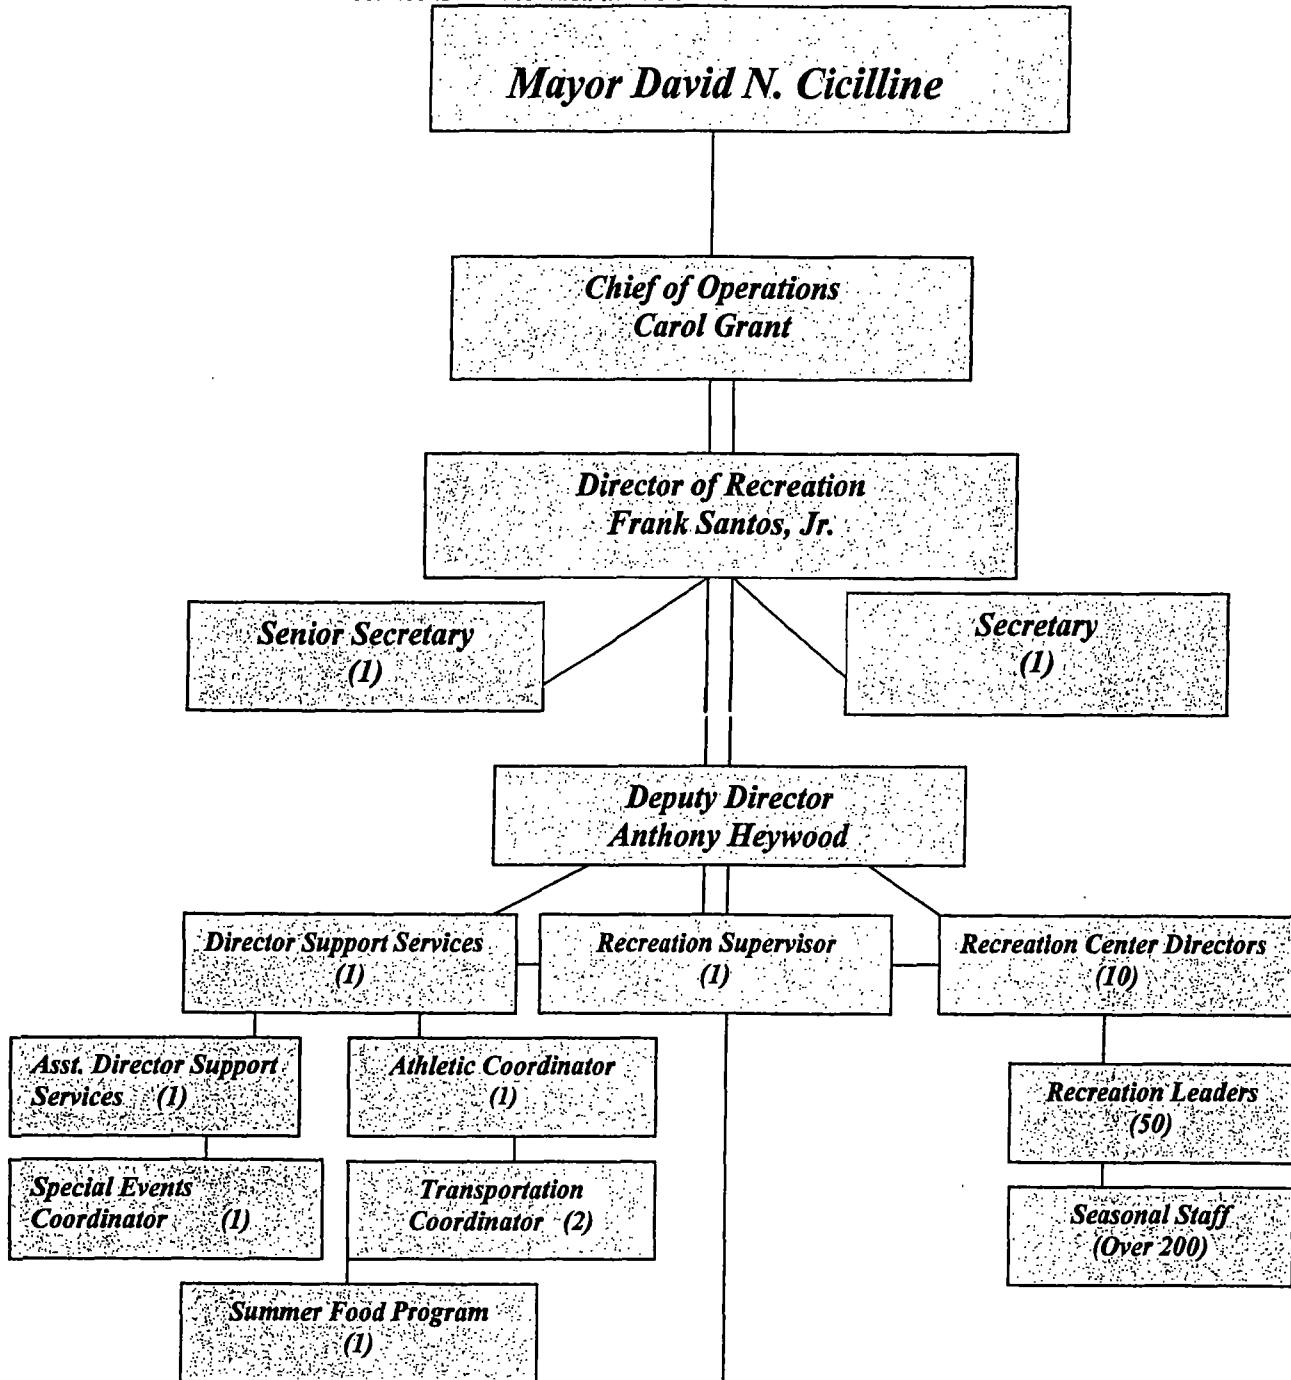 Mayor David N. Cicilline
Chief of Operations
Carol Grant
Director of Recreation
Frank Santos, Jr.
Senior Secretary
(1)
Secretary
(1)
Deputy Director
Anthony Heywood
Director Support Services
(1)
Recreation Supervisor
(1)
Recreation Center Directors
(10)
Asst. Director Support
Services (1)
Athletic Coordinator
(1)
Recreation Leaders
(50)
Special Events
Coordinator (1)
Transportation
Coordinator (2)
Seasonal Staff
(Over 200)
Summer Food Program
(1)